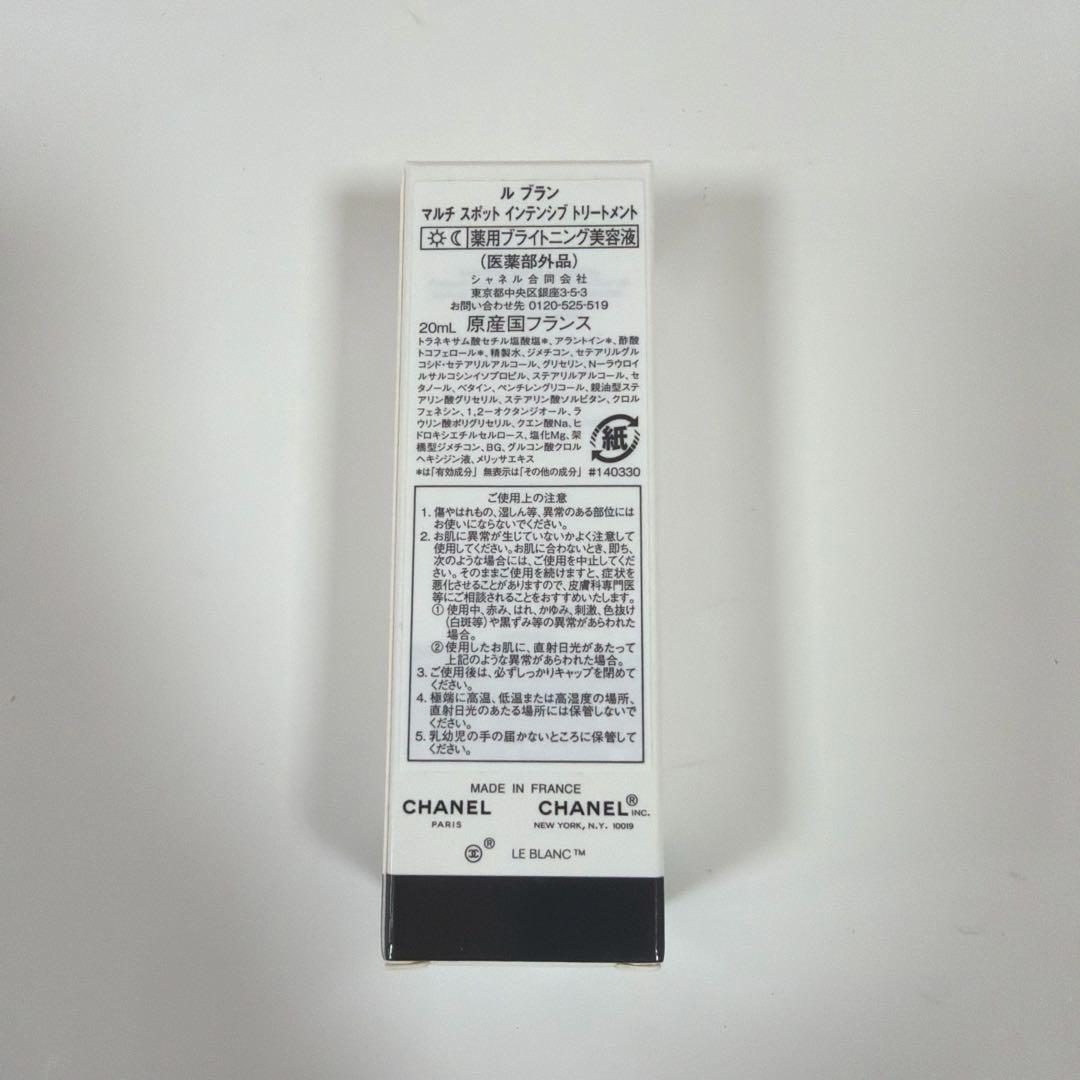 ル ブラン
マルチ スポット インテンシブ トリートメント
薬用ブライトニング美容液
(医薬部外品)
シャネル合同会社
東京都中央区銀座3-5-3
お問い合わせ先 0120-525-519
20mL 原産国フランス
トラネキサム酸セチル塩酸塩*、アラントイン*、酢酸
トコフェロール*、精製水、ジメチコン、セテアリルグル
コシド・セテアリルアルコール、グリセリン、N-ラウロイ
ルサルコシンイソプロピル、ステアリルアルコール、セ
タノール、ベタイン、ペンチレングリコール、親油型ステ
アリン酸グリセリル、ステアリン酸ソルビタン、クロル
フェネシン、1,2-オクタンジオール、ラ
ウリン酸ポリグリセリル、クエン酸Na、ヒ
ドロキシエチルセルロース、塩化Mg、架
橋型ジメチコン、BG、グルコン酸クロル
ヘキシジン液、メリッサエキス
紙
*は「有効成分」 無表示は「その他の成分」 #140330
ご使用上の注意
1. 傷やはれもの、湿しん等、異常のある部位には
お使いにならないでください。
2. お肌に異常が生じていないかよく注意して
使用してください。お肌に合わないとき、即ち、
次のような場合には、ご使用を中止してくだ
さい。そのままご使用を続けますと、症状を
悪化させることがありますので、皮膚科専門医
等にご相談されることをおすすめいたします。
① 使用中、赤み、はれ、かゆみ、刺激、色抜け
(白斑等)や黒ずみ等の異常があらわれた
場合。
② 使用したお肌に、直射日光があたって
上記のような異常があらわれた場合。
3. ご使用後は、必ずしっかりキャップを閉めて
ください。
4. 極端に高温、低温または高湿度の場所、
直射日光のあたる場所には保管しないで
ください。
5. 乳幼児の手の届かないところに保管して
ください。
MADE IN FRANCE
CHANEL CHANEL® INC.
PARIS NEW YORK, N.Y. 10019
® LE BLANC™